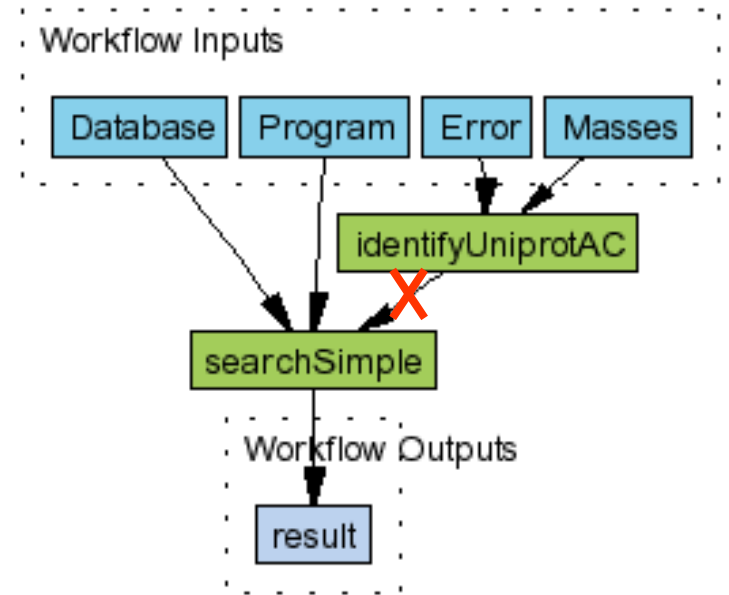 Workflow Inputs
Database Program Error Masses
identifyUniprotAC
X
searchSimple
Workflow Outputs
result